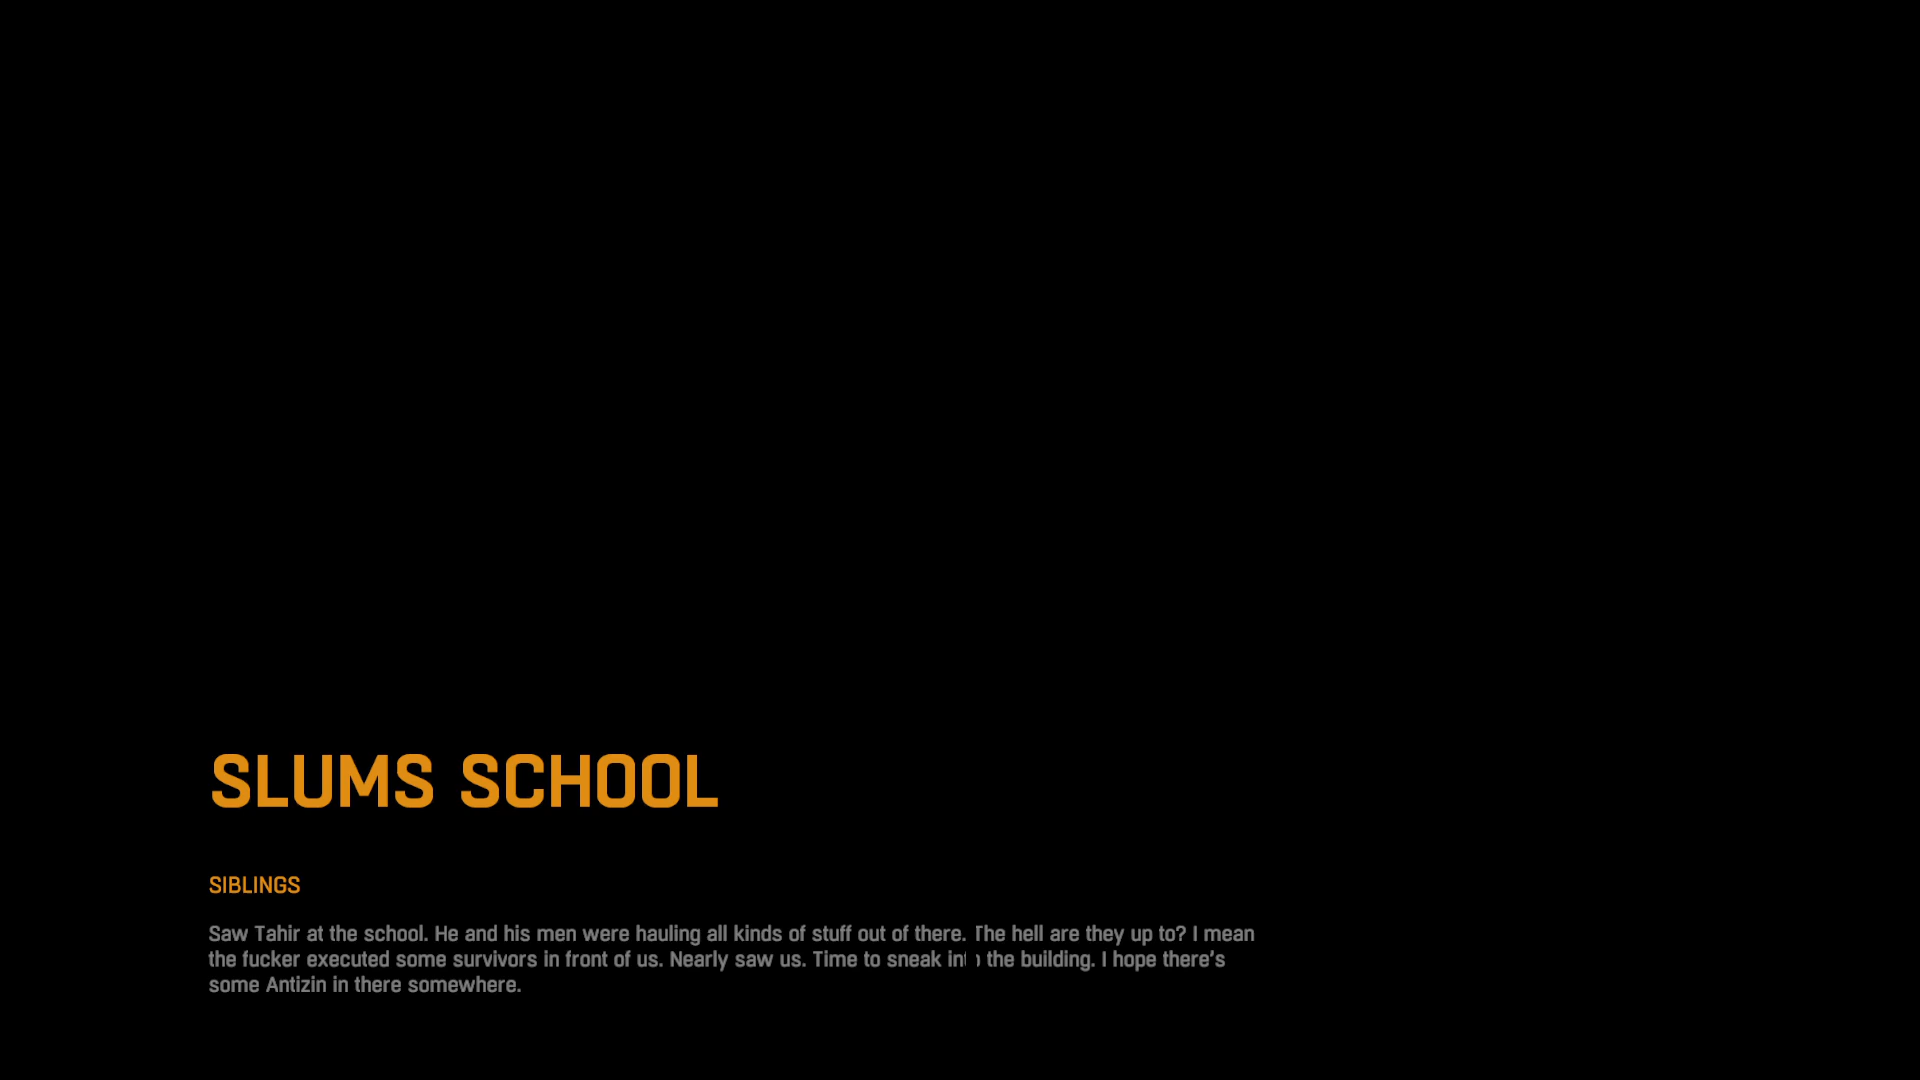 SLUMS SCHOOL
SIBLINGS
Saw Tahir at the school. He and his men were hauling all kinds of stuff out of there. The hell are they up to? I mean
the fucker executed some survivors in front of us. Nearly saw us. Time to sneak into the building. I hope there's
some Antizin in there somewhere.